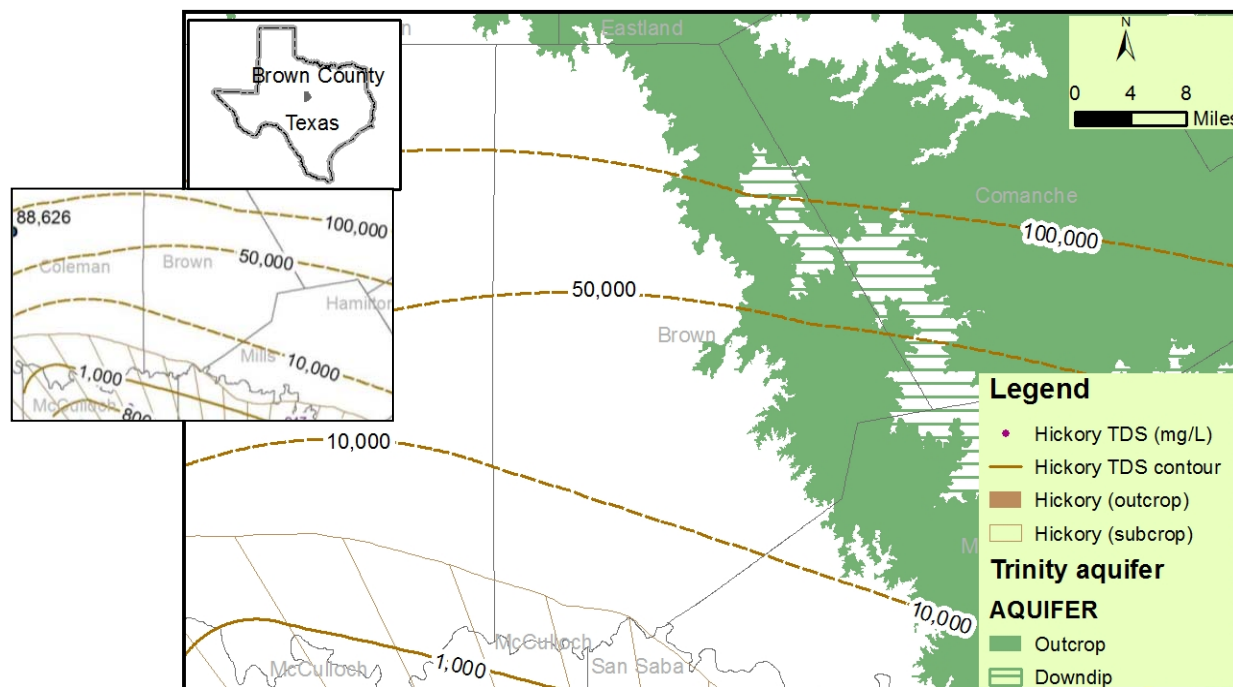 Eastland
N
0 4 8
Miles
Brown County
Texas
Comanche
100,000
50,000
Brown
10,000
10,000
1,000
McCulloch
McCulloch
San Saba
88,626
100,000
50,000
Coleman
Brown
Hamilton
Mills
10,000
1,000
McCulloch
800
Legend
Hickory TDS (mg/L)
Hickory TDS contour
Hickory (outcrop)
Hickory (subcrop)
Trinity aquifer
AQUIFER
Outcrop
Downdip